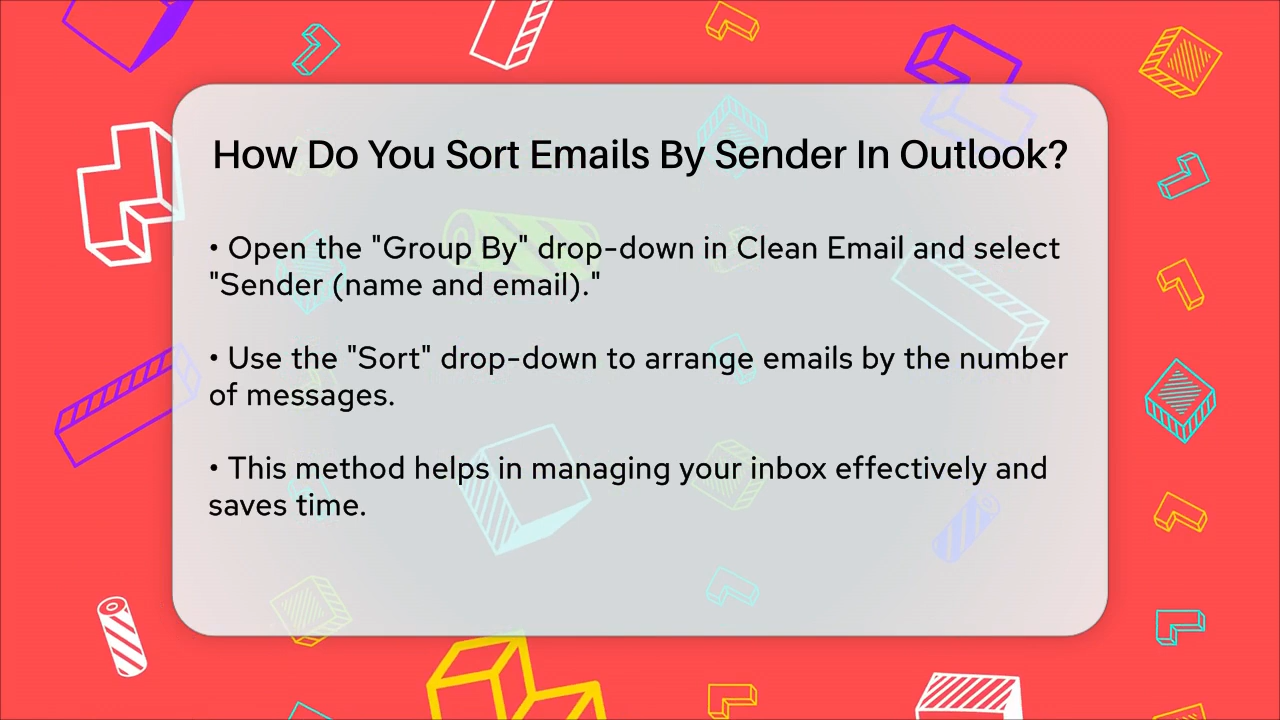 How Do You Sort Emails By Sender In Outlook?
• Open the "Group By" drop-down in Clean Email and select
"Sender (name and email)."
• Use the "Sort" drop-down to arrange emails by the number
of messages.
• This method helps in managing your inbox effectively and
saves time.